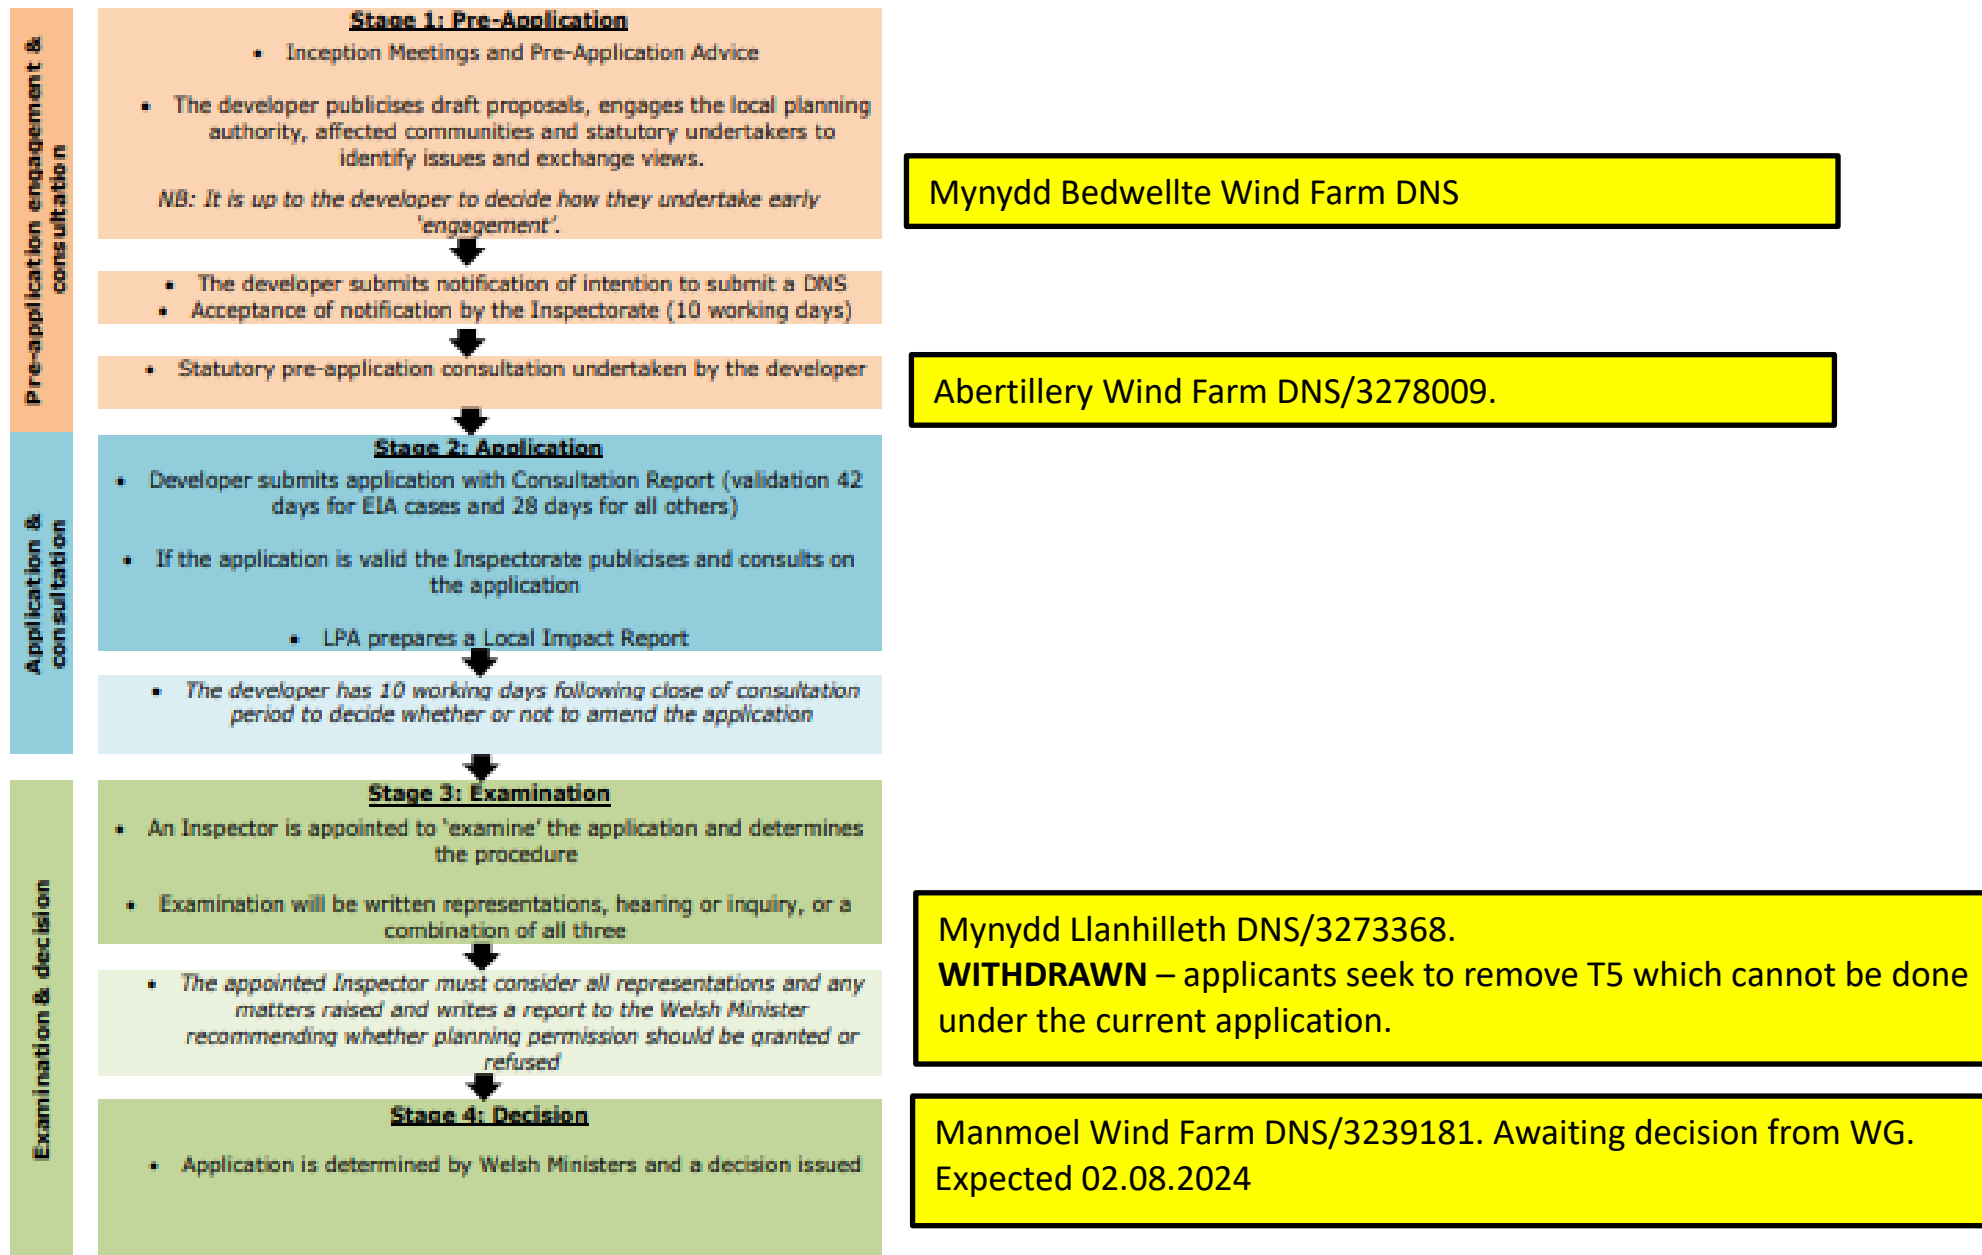 Pre-application engagement &
consultation
Stage 1: Pre-Application
• Inception Meetings and Pre-Application Advice
• The developer publicises draft proposals, engages the local planning
authority, affected communities and statutory undertakers to
identify issues and exchange views.
NB: It is up to the developer to decide how they undertake early
'engagement'.
Mynydd Bedwellte Wind Farm DNS
• The developer submits notification of intention to submit a DNS
• Acceptance of notification by the Inspectorate (10 working days)
• Statutory pre-application consultation undertaken by the developer
Abertillery Wind Farm DNS/3278009.
Application &
consultation
Stage 2: Application
• Developer submits application with Consultation Report (validation 42
days for EIA cases and 28 days for all others)
• If the application is valid the Inspectorate publicises and consults on
the application
• LPA prepares a Local Impact Report
• The developer has 10 working days following close of consultation
period to decide whether or not to amend the application
Examination & decision
Stage 3: Examination
• An Inspector is appointed to 'examine' the application and determines
the procedure
• Examination will be written representations, hearing or inquiry, or a
combination of all three
Mynydd Llanhilleth DNS/3273368.
WITHDRAWN – applicants seek to remove T5 which cannot be done
under the current application.
• The appointed Inspector must consider all representations and any
matters raised and writes a report to the Welsh Minister
recommending whether planning permission should be granted or
refused
Stage 4: Decision
• Application is determined by Welsh Ministers and a decision issued
Manmoel Wind Farm DNS/3239181. Awaiting decision from WG.
Expected 02.08.2024